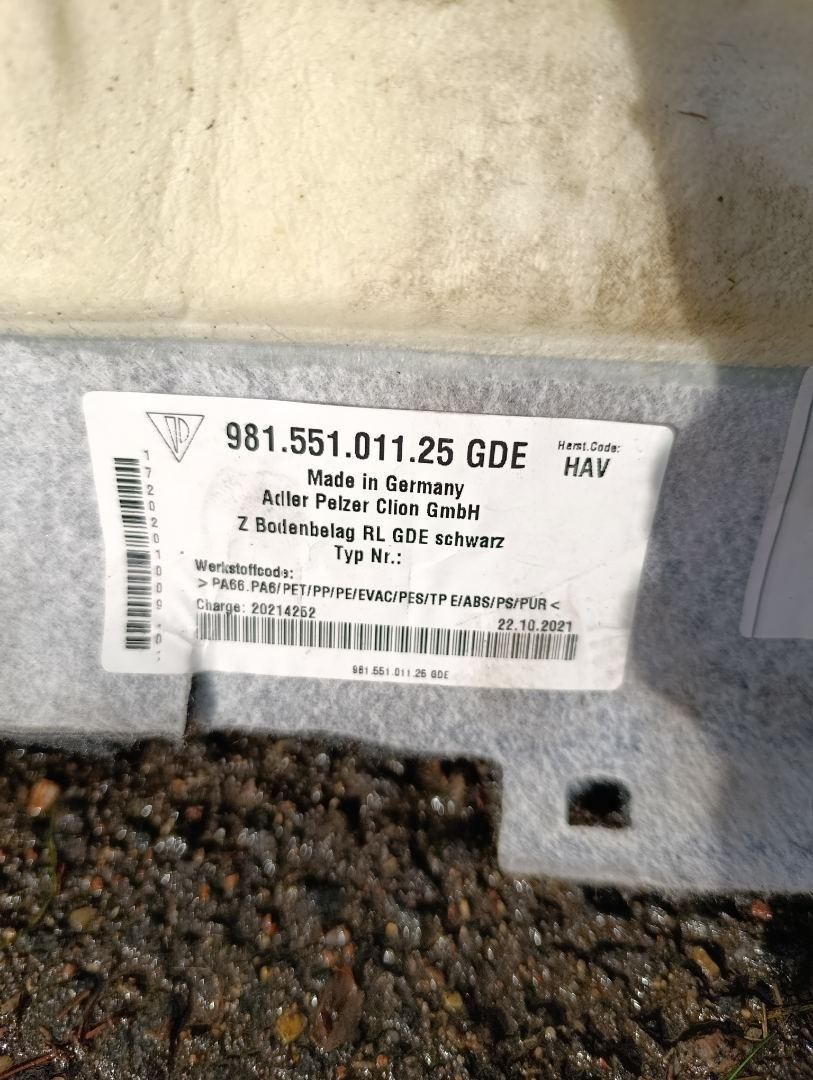 981.551.011.25 GDE
Herst.Code:
HAV
Made in Germany
Adler Pelzer Clion GmbH
Z Bodenbelag RL GDE schwarz
Typ Nr.:
Werkstoffcode:
> PA66.PA6/PET/PP/PE/EVAC/PES/TP E/ABS/PS/PUR <
Charge: 20214252
22.10.2021
981.551.011.25 GDE